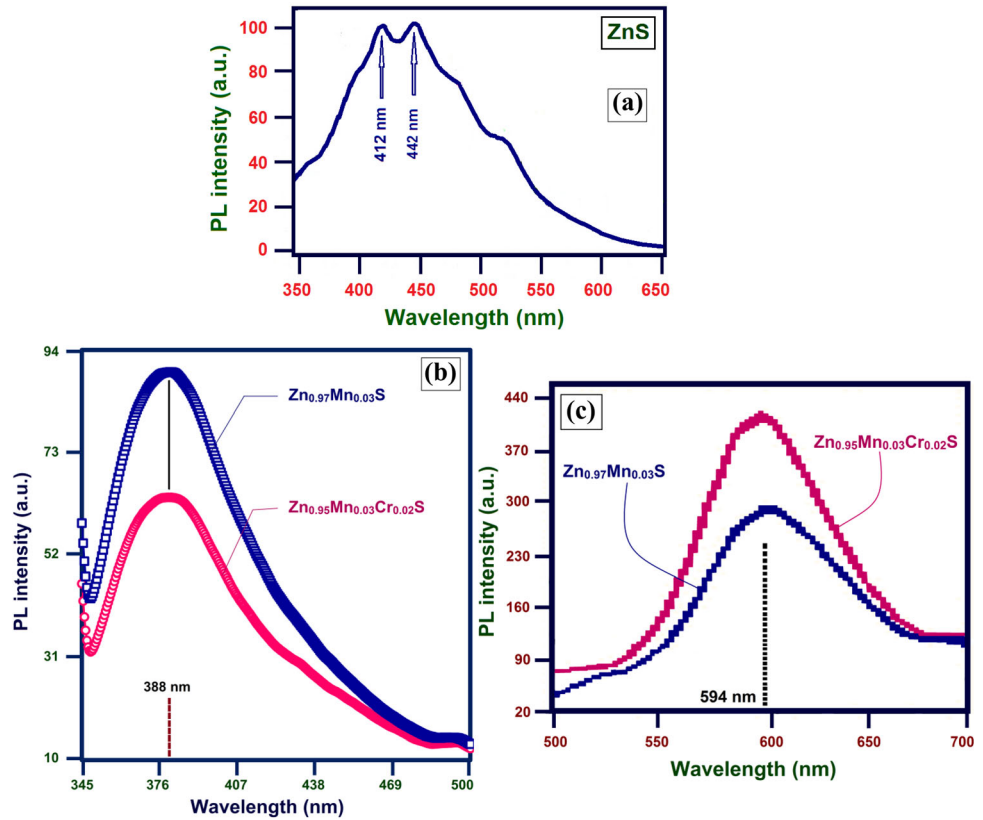 ZnS
(a)
PL intensity (a.u.)
100
80
60
40
20
0
412 nm
442 nm
350 400 450 500 550 600 650
Wavelength (nm)
(b)
PL intensity (a.u.)
94
73
52
31
10
Zn0.97Mn0.03S
Zn0.95Mn0.03Cr0.02S
388 nm
345 376 407 438 469 500
Wavelength (nm)
(c)
PL intensity (a.u.)
440
370
300
230
160
90
20
Zn0.95Mn0.03Cr0.02S
Zn0.97Mn0.03S
594 nm
500 550 600 650 700
Wavelength (nm)